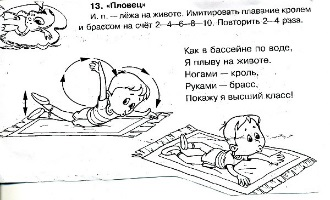 13. «Пловец»
И. п. — лёжа на животе. Имитировать плавание кролем
и брассом на счёт 2—4—6—8—10. Повторить 2—4 раза.
Как в бассейне по воде,
Я плыву на животе.
Ногами — кроль,
Руками — брасс,
Покажу я высший класс!